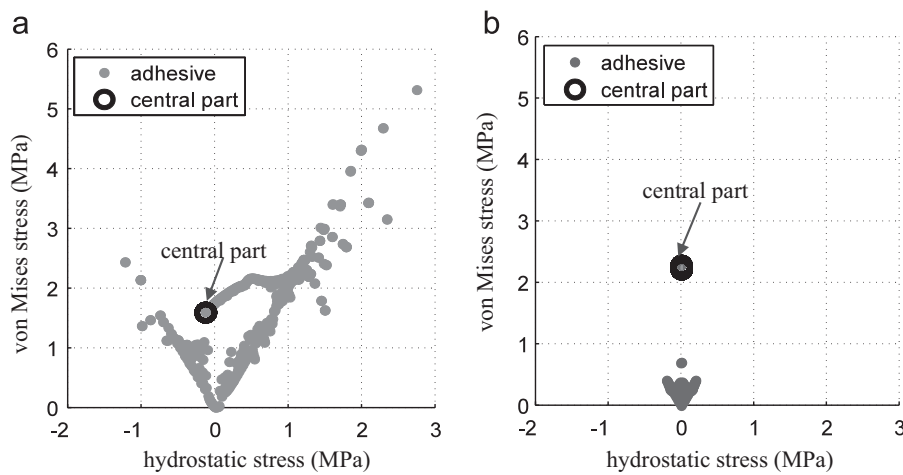 a
6
5
4
3
2
1
0
von Mises stress (MPa)
adhesive
central part
central part
-2
-1
0
1
2
3
hydrostatic stress (MPa)
b
6
5
4
3
2
1
0
von Mises stress (MPa)
adhesive
central part
central part
-2
-1
0
1
2
3
hydrostatic stress (MPa)